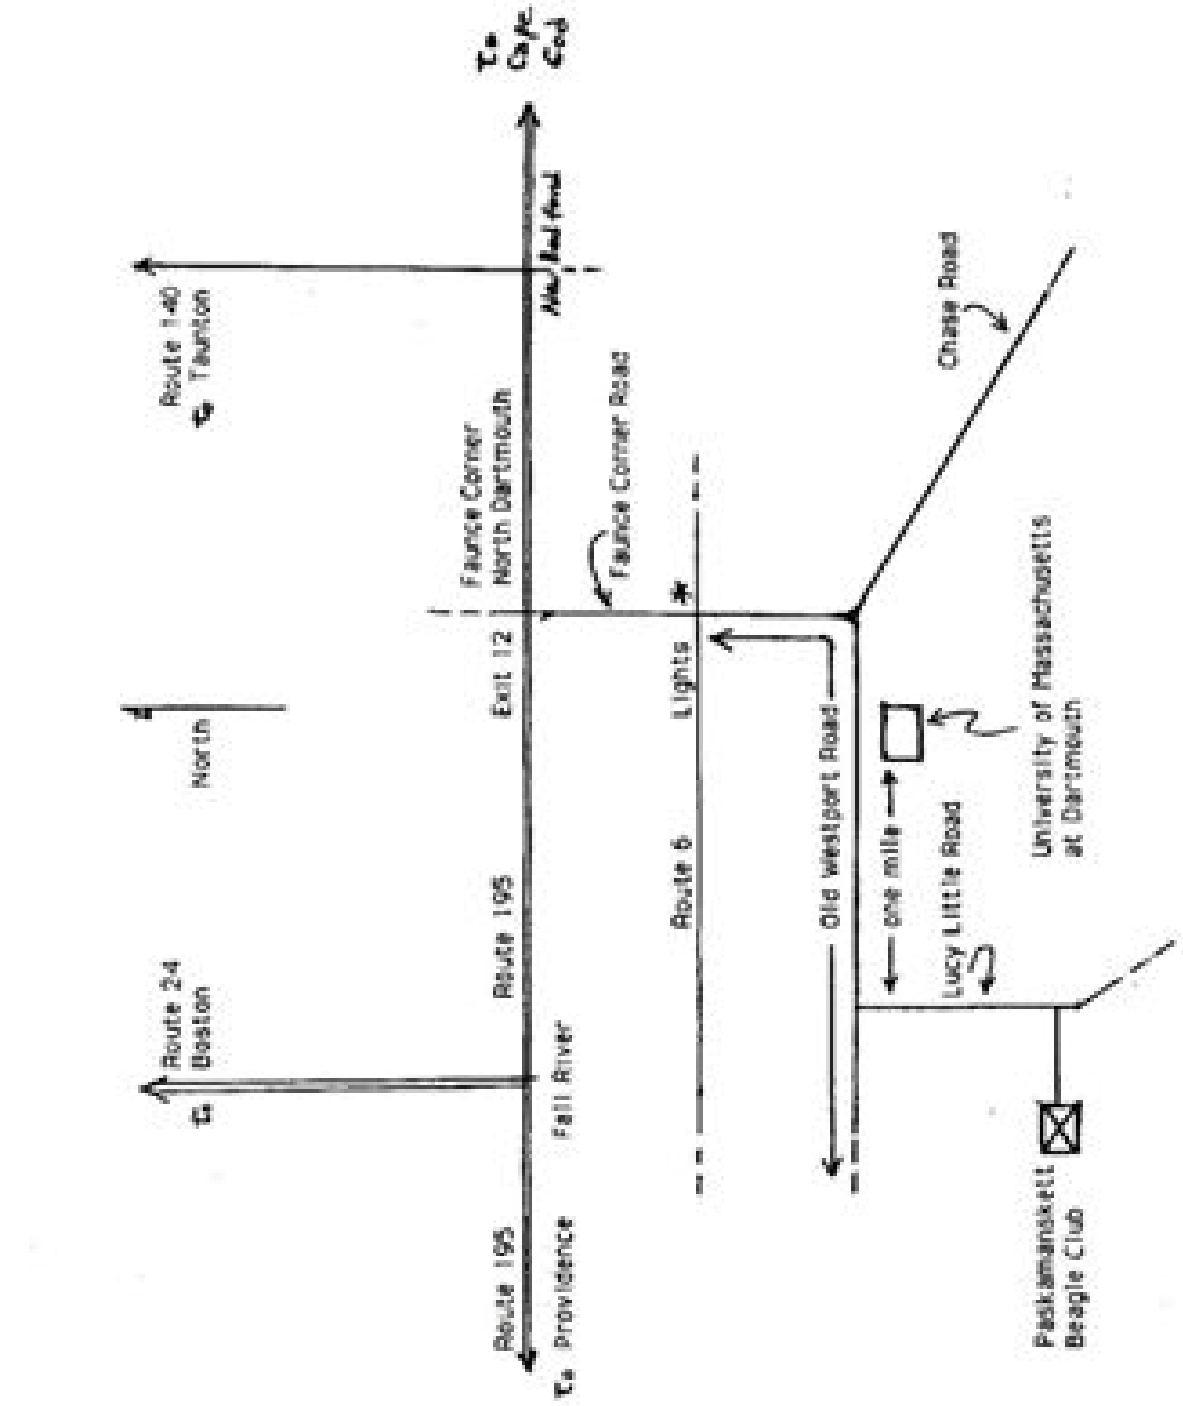 Route 24
to Boston
North
Route 140
to Taunton
Route 195
to Providence
Fall River
Route 195
Exit 12
Faunce Corner
North Dartmouth
New Bedford
To
Cape
Cod
Faunce Corner Road
Route 6
Lights
*
Old Westport Road
one mile
Lucy Little Road
Chase Road
University of Massachusetts
at Dartmouth
Paskamanskett
Beagle Club